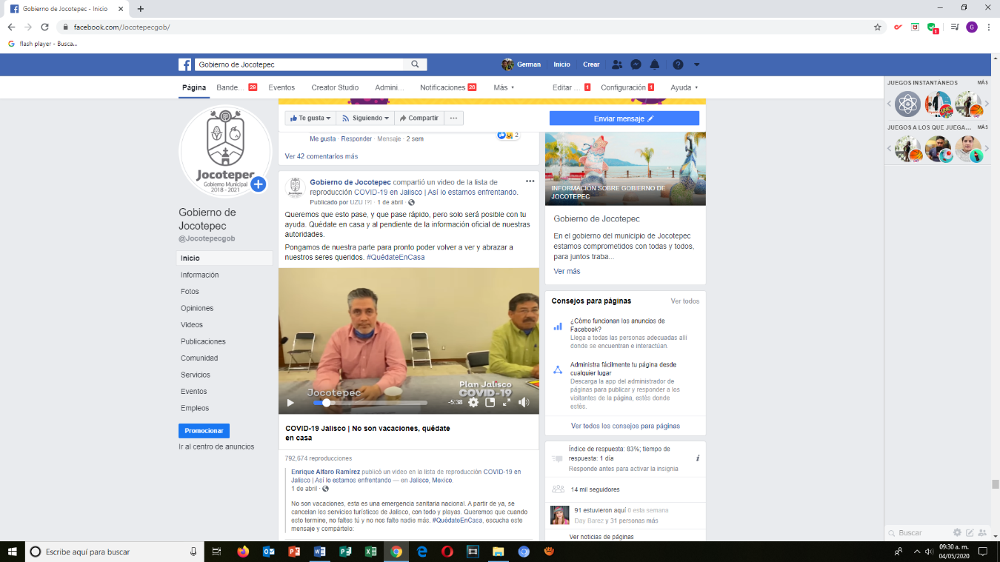 Gobierno de Jocotepec - Inicio
facebook.com/Jocotepecgob/
1
G
flash player - Busca...
Gobierno de Jocotepec
German
Inicio
Crear
Página
Bande... 29
Eventos
Creator Studio
Admini...
Notificaciones 26
Más
Editar ... 1
Configuración 1
Ayuda
JUEGOS INSTANTÁNEOS
MÁS
JUEGOS A LOS QUE JUEGA...
MÁS
Jocotepec
Gobierno Municipal
2018 - 2021
Gobierno de
Jocotepec
@Jocotepecgob
Inicio
Información
Fotos
Opiniones
Videos
Publicaciones
Comunidad
Servicios
Eventos
Empleos
Promocionar
Ir al centro de anuncios
Te gusta
Siguiendo
Compartir
Enviar mensaje
Me gusta · Responder · Mensaje · 2 sem
2
Ver 42 comentarios más
Gobierno de Jocotepec compartió un video de la lista de
reproducción COVID-19 en Jalisco | Así lo estamos enfrentando.
Publicado por UZU [?] · 1 de abril ·
Queremos que esto pase, y que pase rápido, pero solo será posible con tu
ayuda. Quédate en casa y al pendiente de la información oficial de nuestras
autoridades.
Pongamos de nuestra parte para pronto poder volver a ver y abrazar a
nuestros seres queridos. #QuédateEnCasa
Jocotepec
Plan Jalisco
COVID-19
-5:38
COVID-19 Jalisco | No son vacaciones, quédate
en casa
792,674 reproducciones
Enrique Alfaro Ramírez publicó un video en la lista de reproducción COVID-19 en
Jalisco | Así lo estamos enfrentando — en Jalisco, Mexico.
1 de abril ·
No son vacaciones, esta es una emergencia sanitaria nacional. A partir de ya, se
cancelan los servicios turísticos de Jalisco, con todo y playas. Queremos que cuando
esto termine, no faltes tú y no nos falte nadie más. #QuédateEnCasa, escucha este
mensaje y compártelo:
INFORMACIÓN SOBRE GOBIERNO DE
JOCOTEPEC
Gobierno de Jocotepec
En el gobierno del municipio de Jocotepec
estamos comprometidos con todas y todos,
para juntos traba...
Ver más
Consejos para páginas
Ver todos
¿Cómo funcionan los anuncios de
Facebook?
Llega a todas las personas adecuadas allí
donde se encuentran e interactúan.
Administra fácilmente tu página desde
cualquier lugar
Descarga la app del administrador de
páginas para publicar y responder a los
visitantes de la página, estés donde
estés.
Ver todos los consejos para páginas
Índice de respuesta: 83%; tiempo de
respuesta: 1 día
Responde antes para activar la insignia
14 mil seguidores
91 estuvieron aquí 0 esta semana
Day Barez y 31 personas más
Ver noticias de páginas
Buscar
Escribe aquí para buscar
09:30 a. m.
04/05/2020